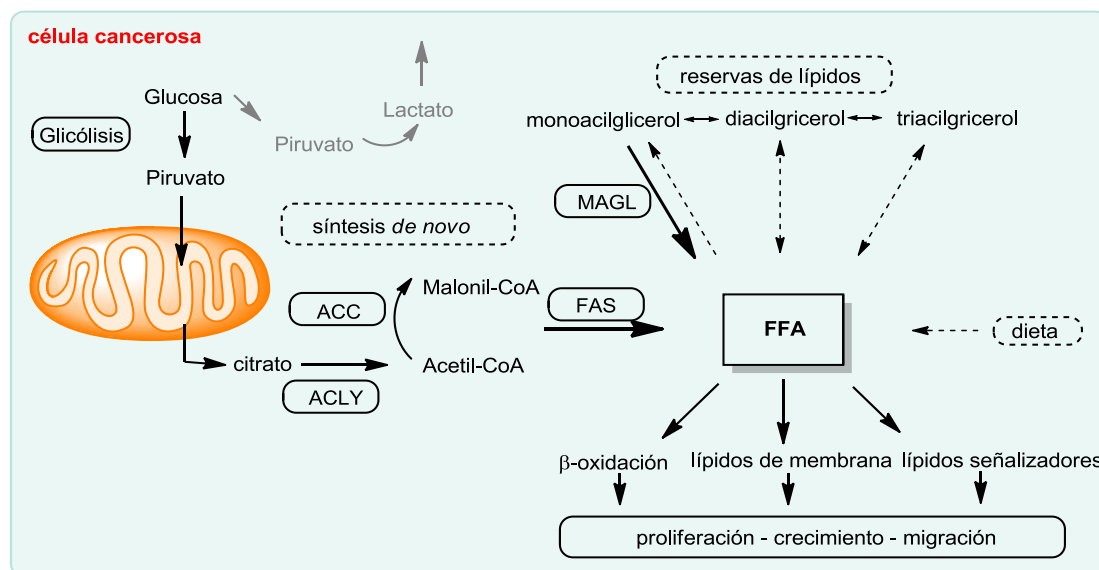 célula cancerosa
Glucosa
Glicólisis
Piruvato
Lactato
Piruvato
síntesis de novo
reservas de lípidos
monoacilglicerol
diacilgricerol
triacilgricerol
MAGL
ACC
Malonil-CoA
FAS
FFA
dieta
citrato
Acetil-CoA
ACLY
β-oxidación
lípidos de membrana
lípidos señalizadores
proliferación - crecimiento - migración